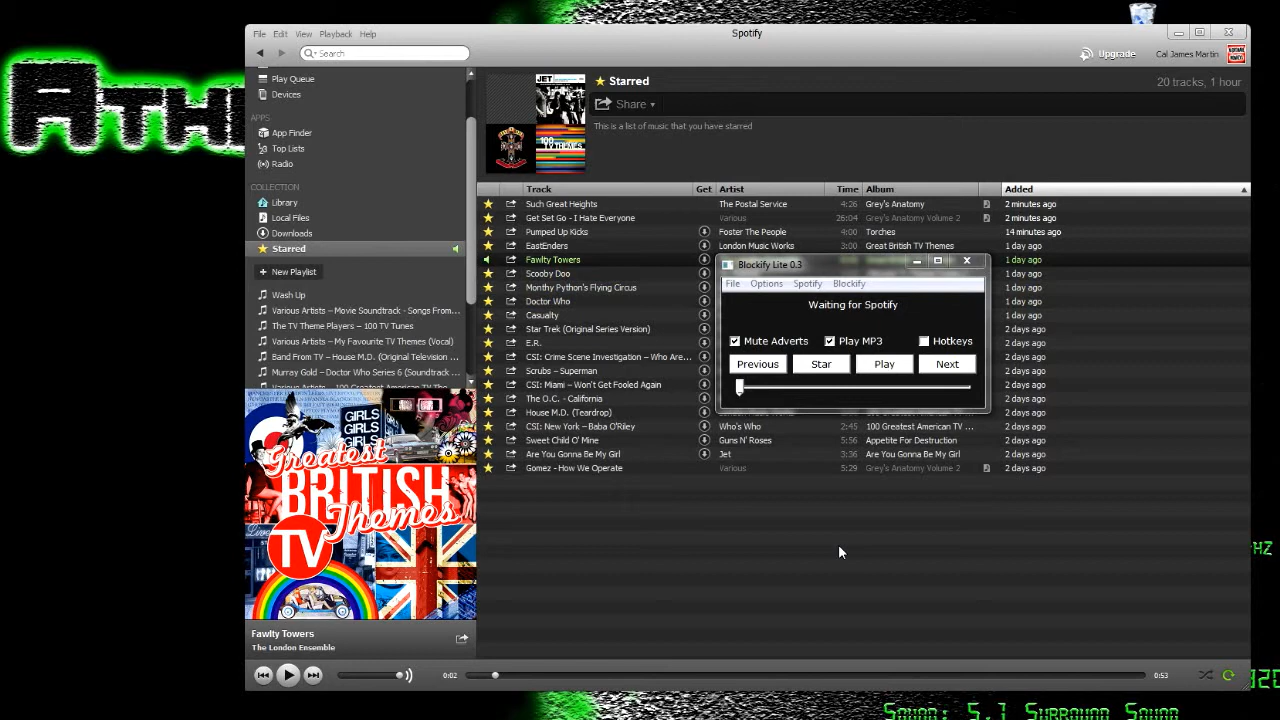 File Edit View Playback Help
Spotify
Search
Upgrade
Cal James Martin
Play Queue
Devices
APPS
App Finder
Top Lists
Radio
COLLECTION
Library
Local Files
Downloads
Starred
New Playlist
Wash Up
Various Artists – Movie Soundtrack - Songs From...
The TV Theme Players – 100 TV Tunes
Various Artists – My Favourite TV Themes (Vocal)
Band From TV – House M.D. (Original Television ...
Murray Gold – Doctor Who Series 6 (Soundtrack ...
GIRLS
GIRLS
GIRLS
Greatest
BRITISH
TV
Themes
Fawlty Towers
The London Ensemble
JET
100
TV THEMES
Starred
20 tracks, 1 hour
Share
This is a list of music that you have starred
Track Get Artist Time Album Added
Such Great Heights The Postal Service 4:26 Grey's Anatomy 2 minutes ago
Get Set Go - I Hate Everyone various 26:04 Grey's Anatomy Volume 2 2 minutes ago
Pumped Up Kicks Foster The People 4:00 Torches 14 minutes ago
EastEnders London Music Works 3:00 Great British TV Themes 1 day ago
Fawlty Towers 1 day ago
Scooby Doo 1 day ago
Monthy Python's Flying Circus 1 day ago
Doctor Who 1 day ago
Casualty 1 day ago
Star Trek (Original Series Version) 2 days ago
E.R. 2 days ago
CSI: Crime Scene Investigation – Who Are... 2 days ago
Scrubs – Superman 2 days ago
CSI: Miami – Won't Get Fooled Again 2 days ago
The O.C. - California 2 days ago
House M.D. (Teardrop) 2 days ago
CSI: New York – Baba O'Riley Who's Who 2:45 100 Greatest American TV ... 2 days ago
Sweet Child O' Mine Guns N' Roses 5:56 Appetite For Destruction 2 days ago
Are You Gonna Be My Girl Jet 3:36 Are You Gonna Be My Girl 2 days ago
Gomez - How We Operate various 5:29 Grey's Anatomy Volume 2 2 days ago
Blockify Lite 0.3
File Options Spotify Blockify
Waiting for Spotify
Mute Adverts Play MP3 Hotkeys
Previous Star Play Next
0:02
0:53
Sound: 5.1 Surround Sound